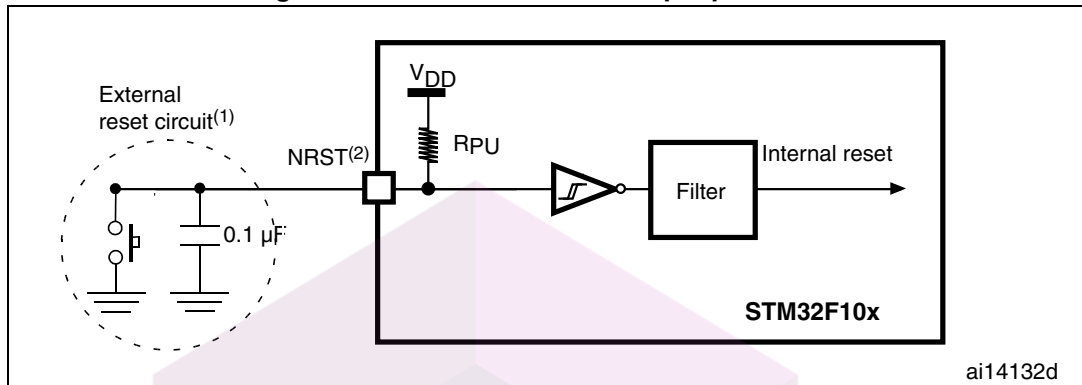 External
reset circuit(1)
VDD
RPU
NRST(2)
0.1 µF
Filter
Internal reset
STM32F10x
ai14132d